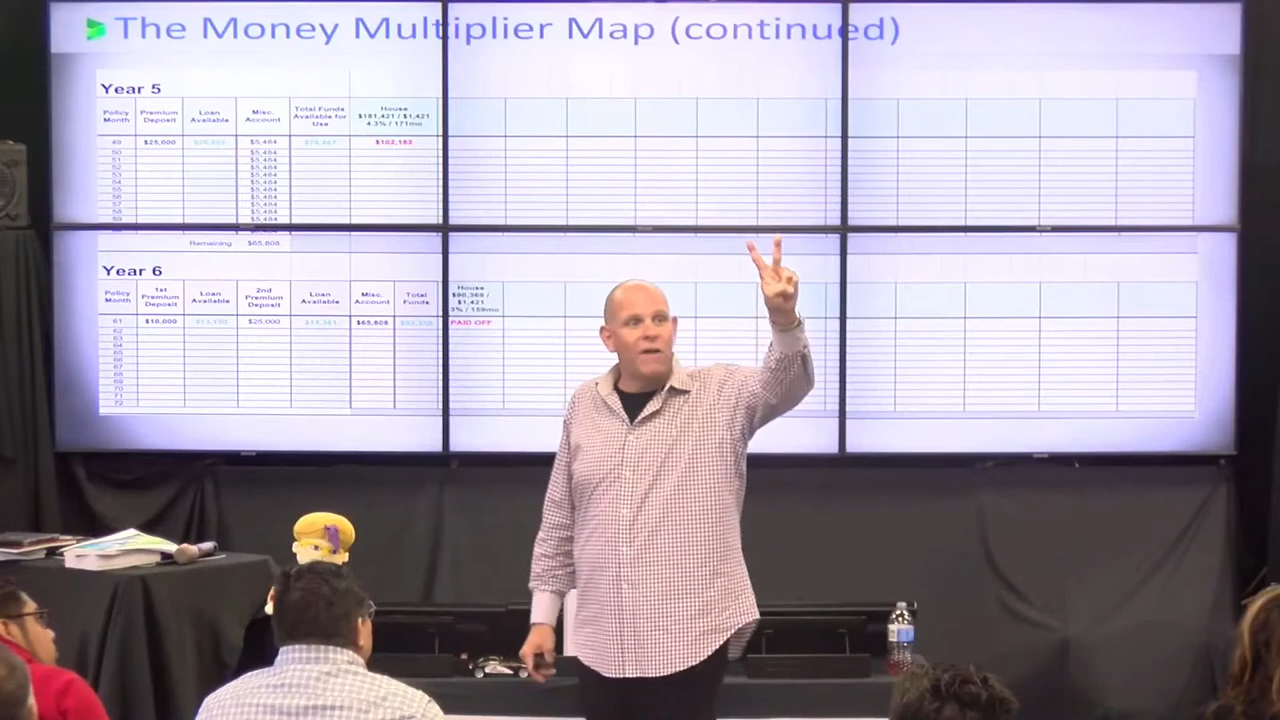 The Money Multiplier Map (continued)
Year 5
Policy Month Premium Deposit Loan Available Misc. Account Total Funds Available for Use House $181,421 / $1,421 4.3% / 171mo
49 $25,000 $5,484 $102,183
50 $5,484
51 $5,484
52 $5,484
53 $5,484
54 $5,484
55 $5,484
56 $5,484
57 $5,484
58 $5,484
59 $5,484
Remaining $65,808
Year 6
Policy Month 1st Premium Deposit Loan Available 2nd Premium Deposit Loan Available Misc. Account Total Funds House $1,421 3% / 159mo
61 $10,000 $25,000 $65,808 PAID OFF
62
63
64
65
66
67
68
69
70
71
72